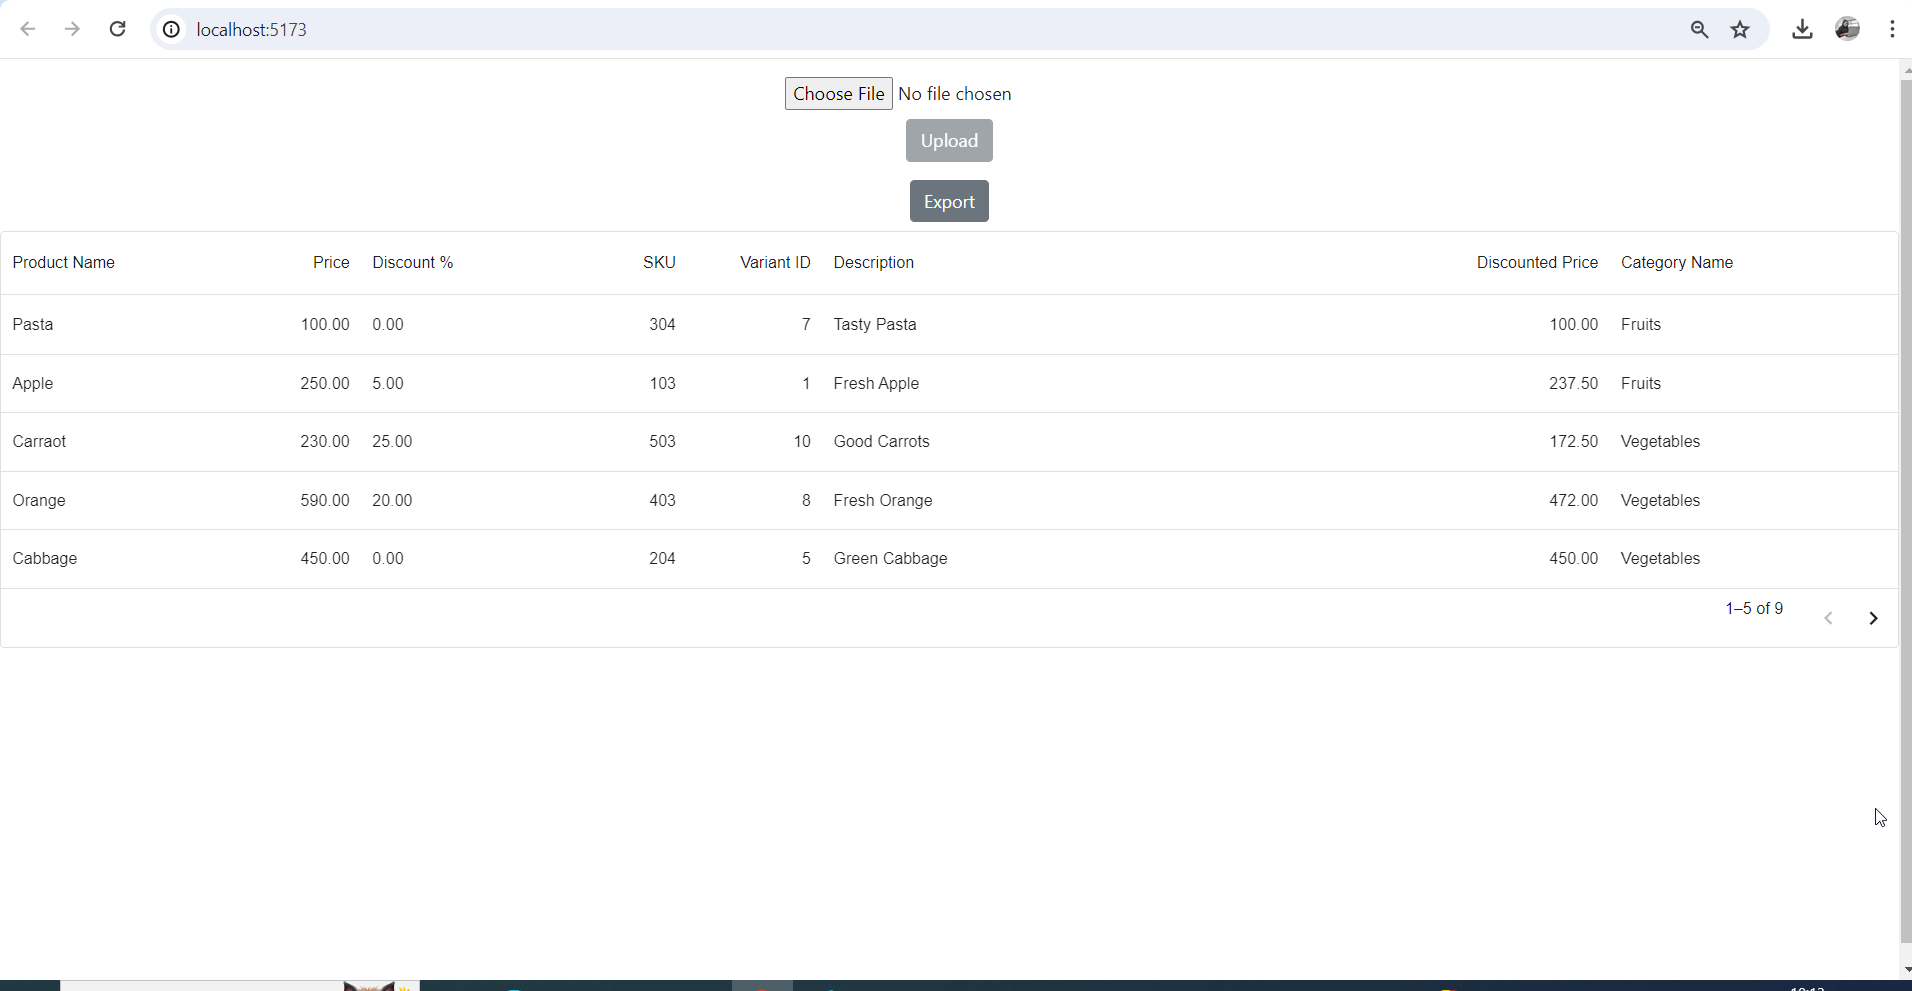 localhost:5173
Choose File No file chosen
Upload
Export
Product Name Price Discount % SKU Variant ID Description Discounted Price Category Name
Pasta 100.00 0.00 304 7 Tasty Pasta 100.00 Fruits
Apple 250.00 5.00 103 1 Fresh Apple 237.50 Fruits
Carraot 230.00 25.00 503 10 Good Carrots 172.50 Vegetables
Orange 590.00 20.00 403 8 Fresh Orange 472.00 Vegetables
Cabbage 450.00 0.00 204 5 Green Cabbage 450.00 Vegetables
1–5 of 9